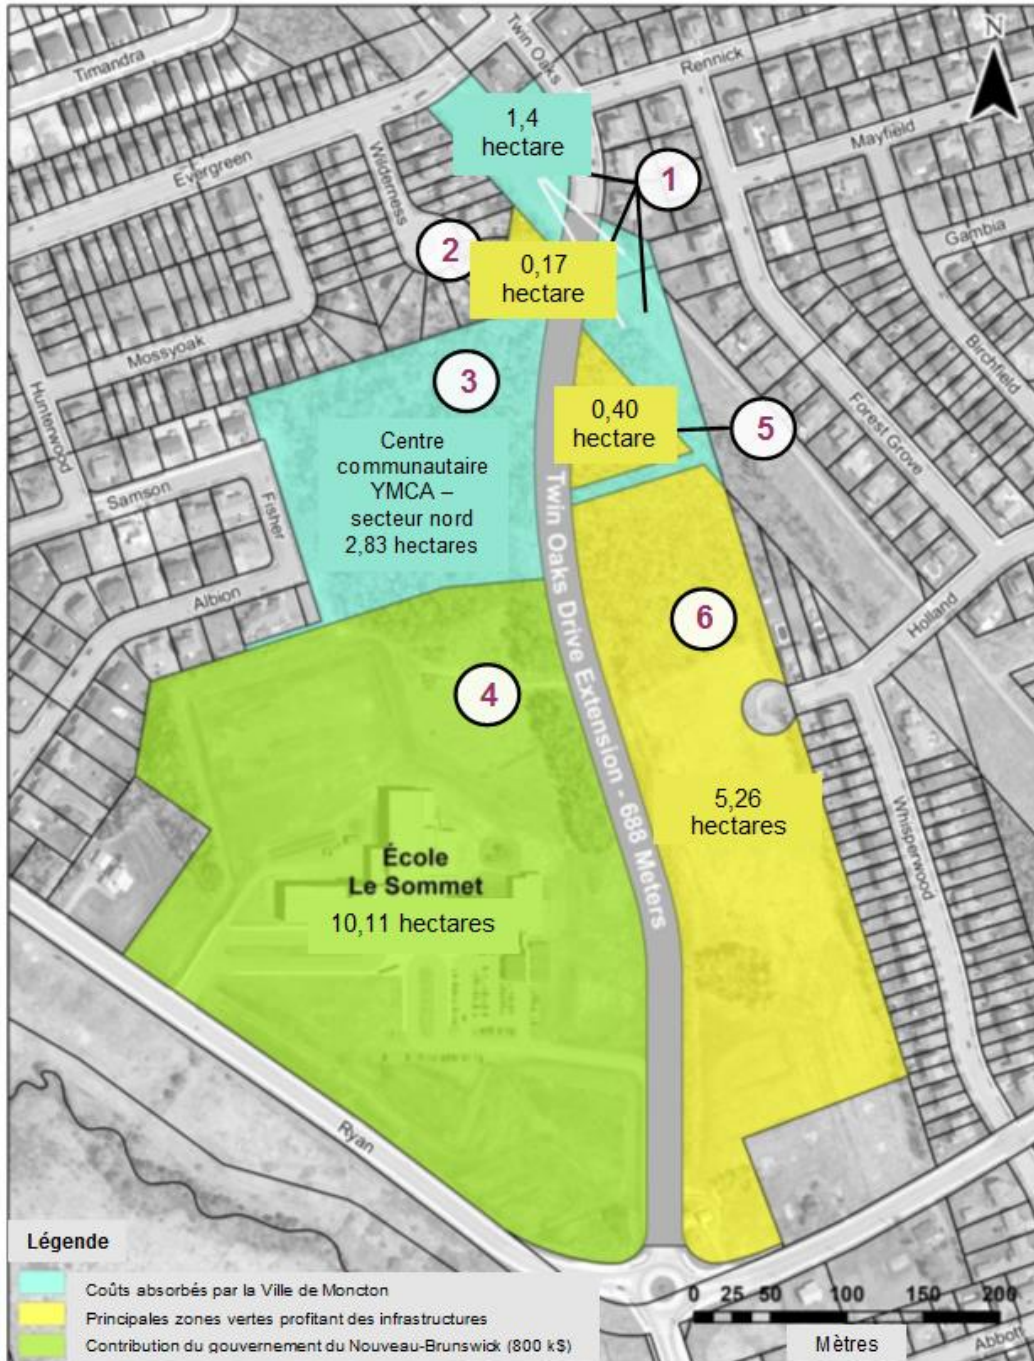 Twin Oaks
N
Timandra
Rennick
1,4
hectare
Mayfield
Evergreen
Wilderness
1
2
Gambia
0,17
hectare
Mossyoak
Birchfield
3
Hunterwood
0,40
hectare
5
Forest Grove
Centre
communautaire
YMCA –
secteur nord
2,83 hectares
Samson
Fisher
Twin Oaks Drive Extension - 688 Meters
Albion
6
Holland
4
5,26
hectares
Whisperwood
École
Le Sommet
10,11 hectares
Ryan
Légende
Coûts absorbés par la Ville de Moncton
Principales zones vertes profitant des infrastructures
Contribution du gouvernement du Nouveau-Brunswick (800 k$)
0 25 50 100 150 200
Mètres
Abbott